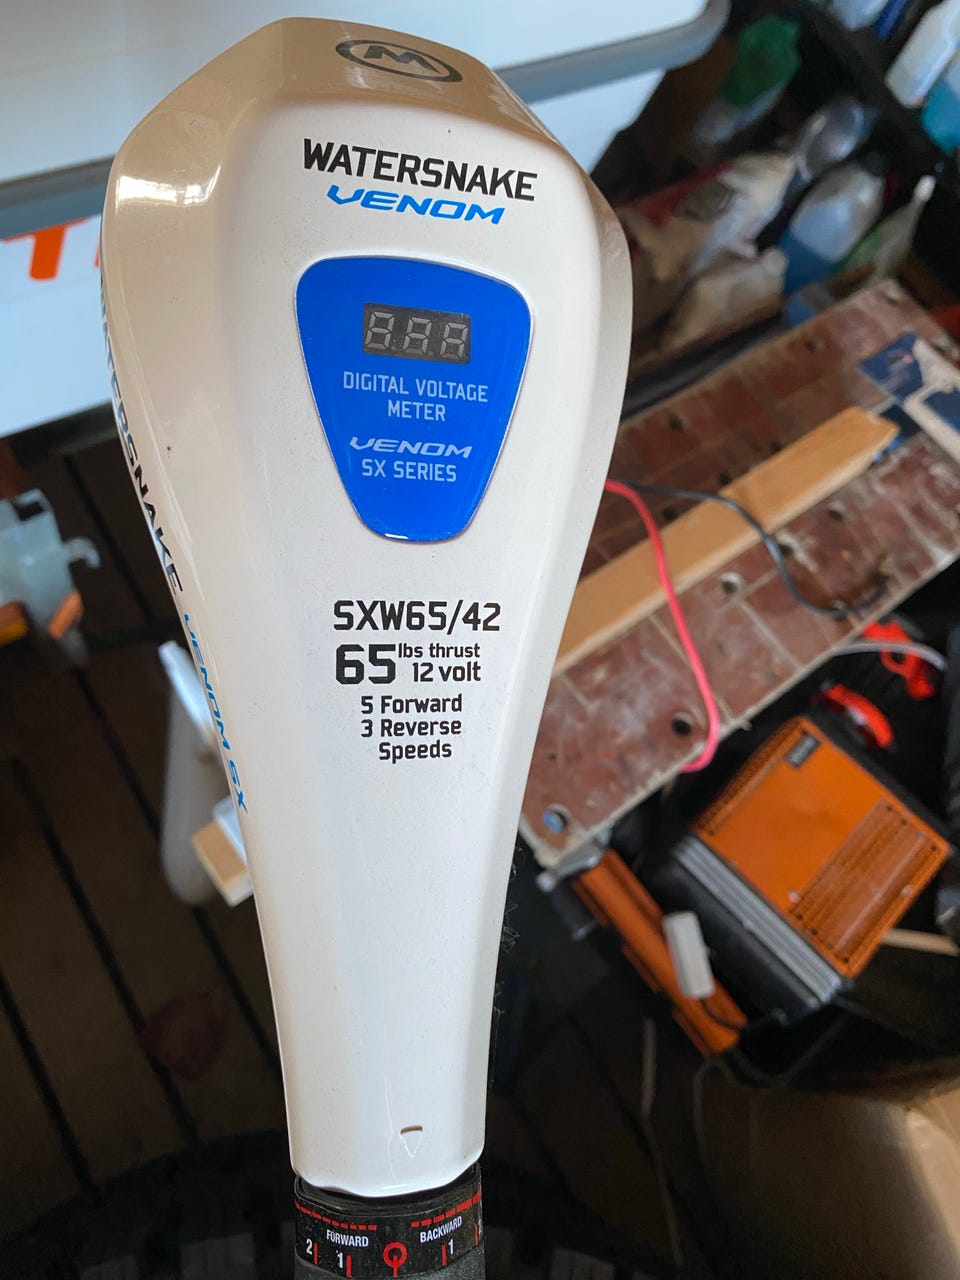 M
WATERSNAKE
VENOM
DIGITAL VOLTAGE
METER
VENOM
SX SERIES
SXW65/42
65 lbs thrust
12 volt
5 Forward
3 Reverse
Speeds
WATERSNAKE VENOM SX
FORWARD BACKWARD
2 1 1